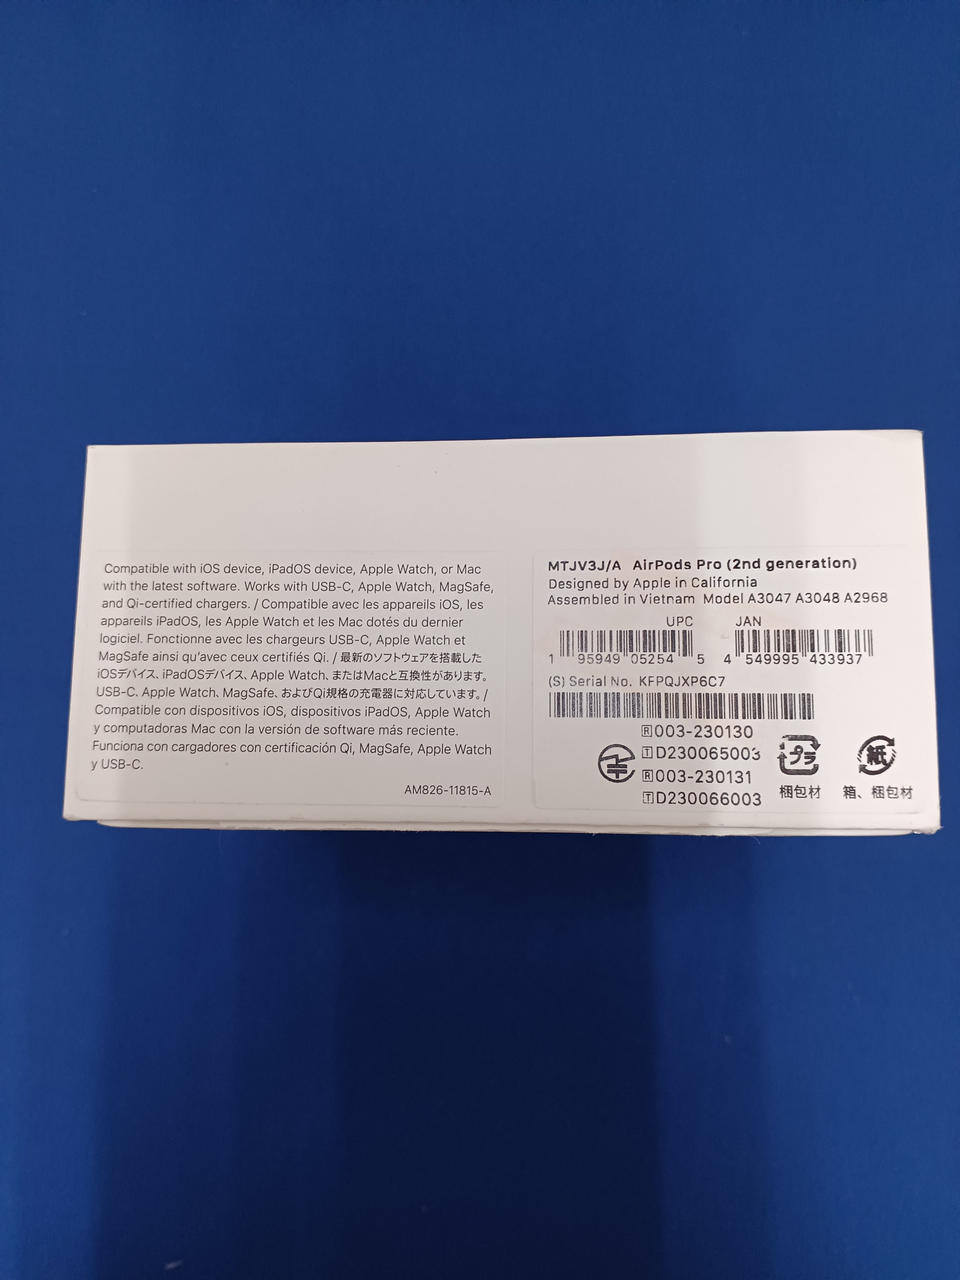 Compatible with iOS device, iPadOS device, Apple Watch, or Mac
with the latest software. Works with USB-C, Apple Watch, MagSafe,
and Qi-certified chargers. / Compatible avec les appareils iOS, les
appareils iPadOS, les Apple Watch et les Mac dotés du dernier
logiciel. Fonctionne avec les chargeurs USB-C, Apple Watch et
MagSafe ainsi qu'avec ceux certifiés Qi. / 最新のソフトウェアを搭載した
iOSデバイス、iPadOSデバイス、Apple Watch、またはMacと互換性があります。
USB-C、Apple Watch、MagSafe、およびQi規格の充電器に対応しています。/
Compatible con dispositivos iOS, dispositivos iPadOS, Apple Watch
y computadoras Mac con la versión de software más reciente.
Funciona con cargadores con certificación Qi, MagSafe, Apple Watch
y USB-C.
AM826-11815-A
MTJV3J/A AirPods Pro (2nd generation)
Designed by Apple in California
Assembled in Vietnam Model A3047 A3048 A2968
UPC JAN
1 95949 05254 5 4 549995 433937
(S) Serial No. KFPQJXP6C7
R 003-230130
T D230065003
R 003-230131
T D230066003
プラ
梱包材
紙
箱、梱包材